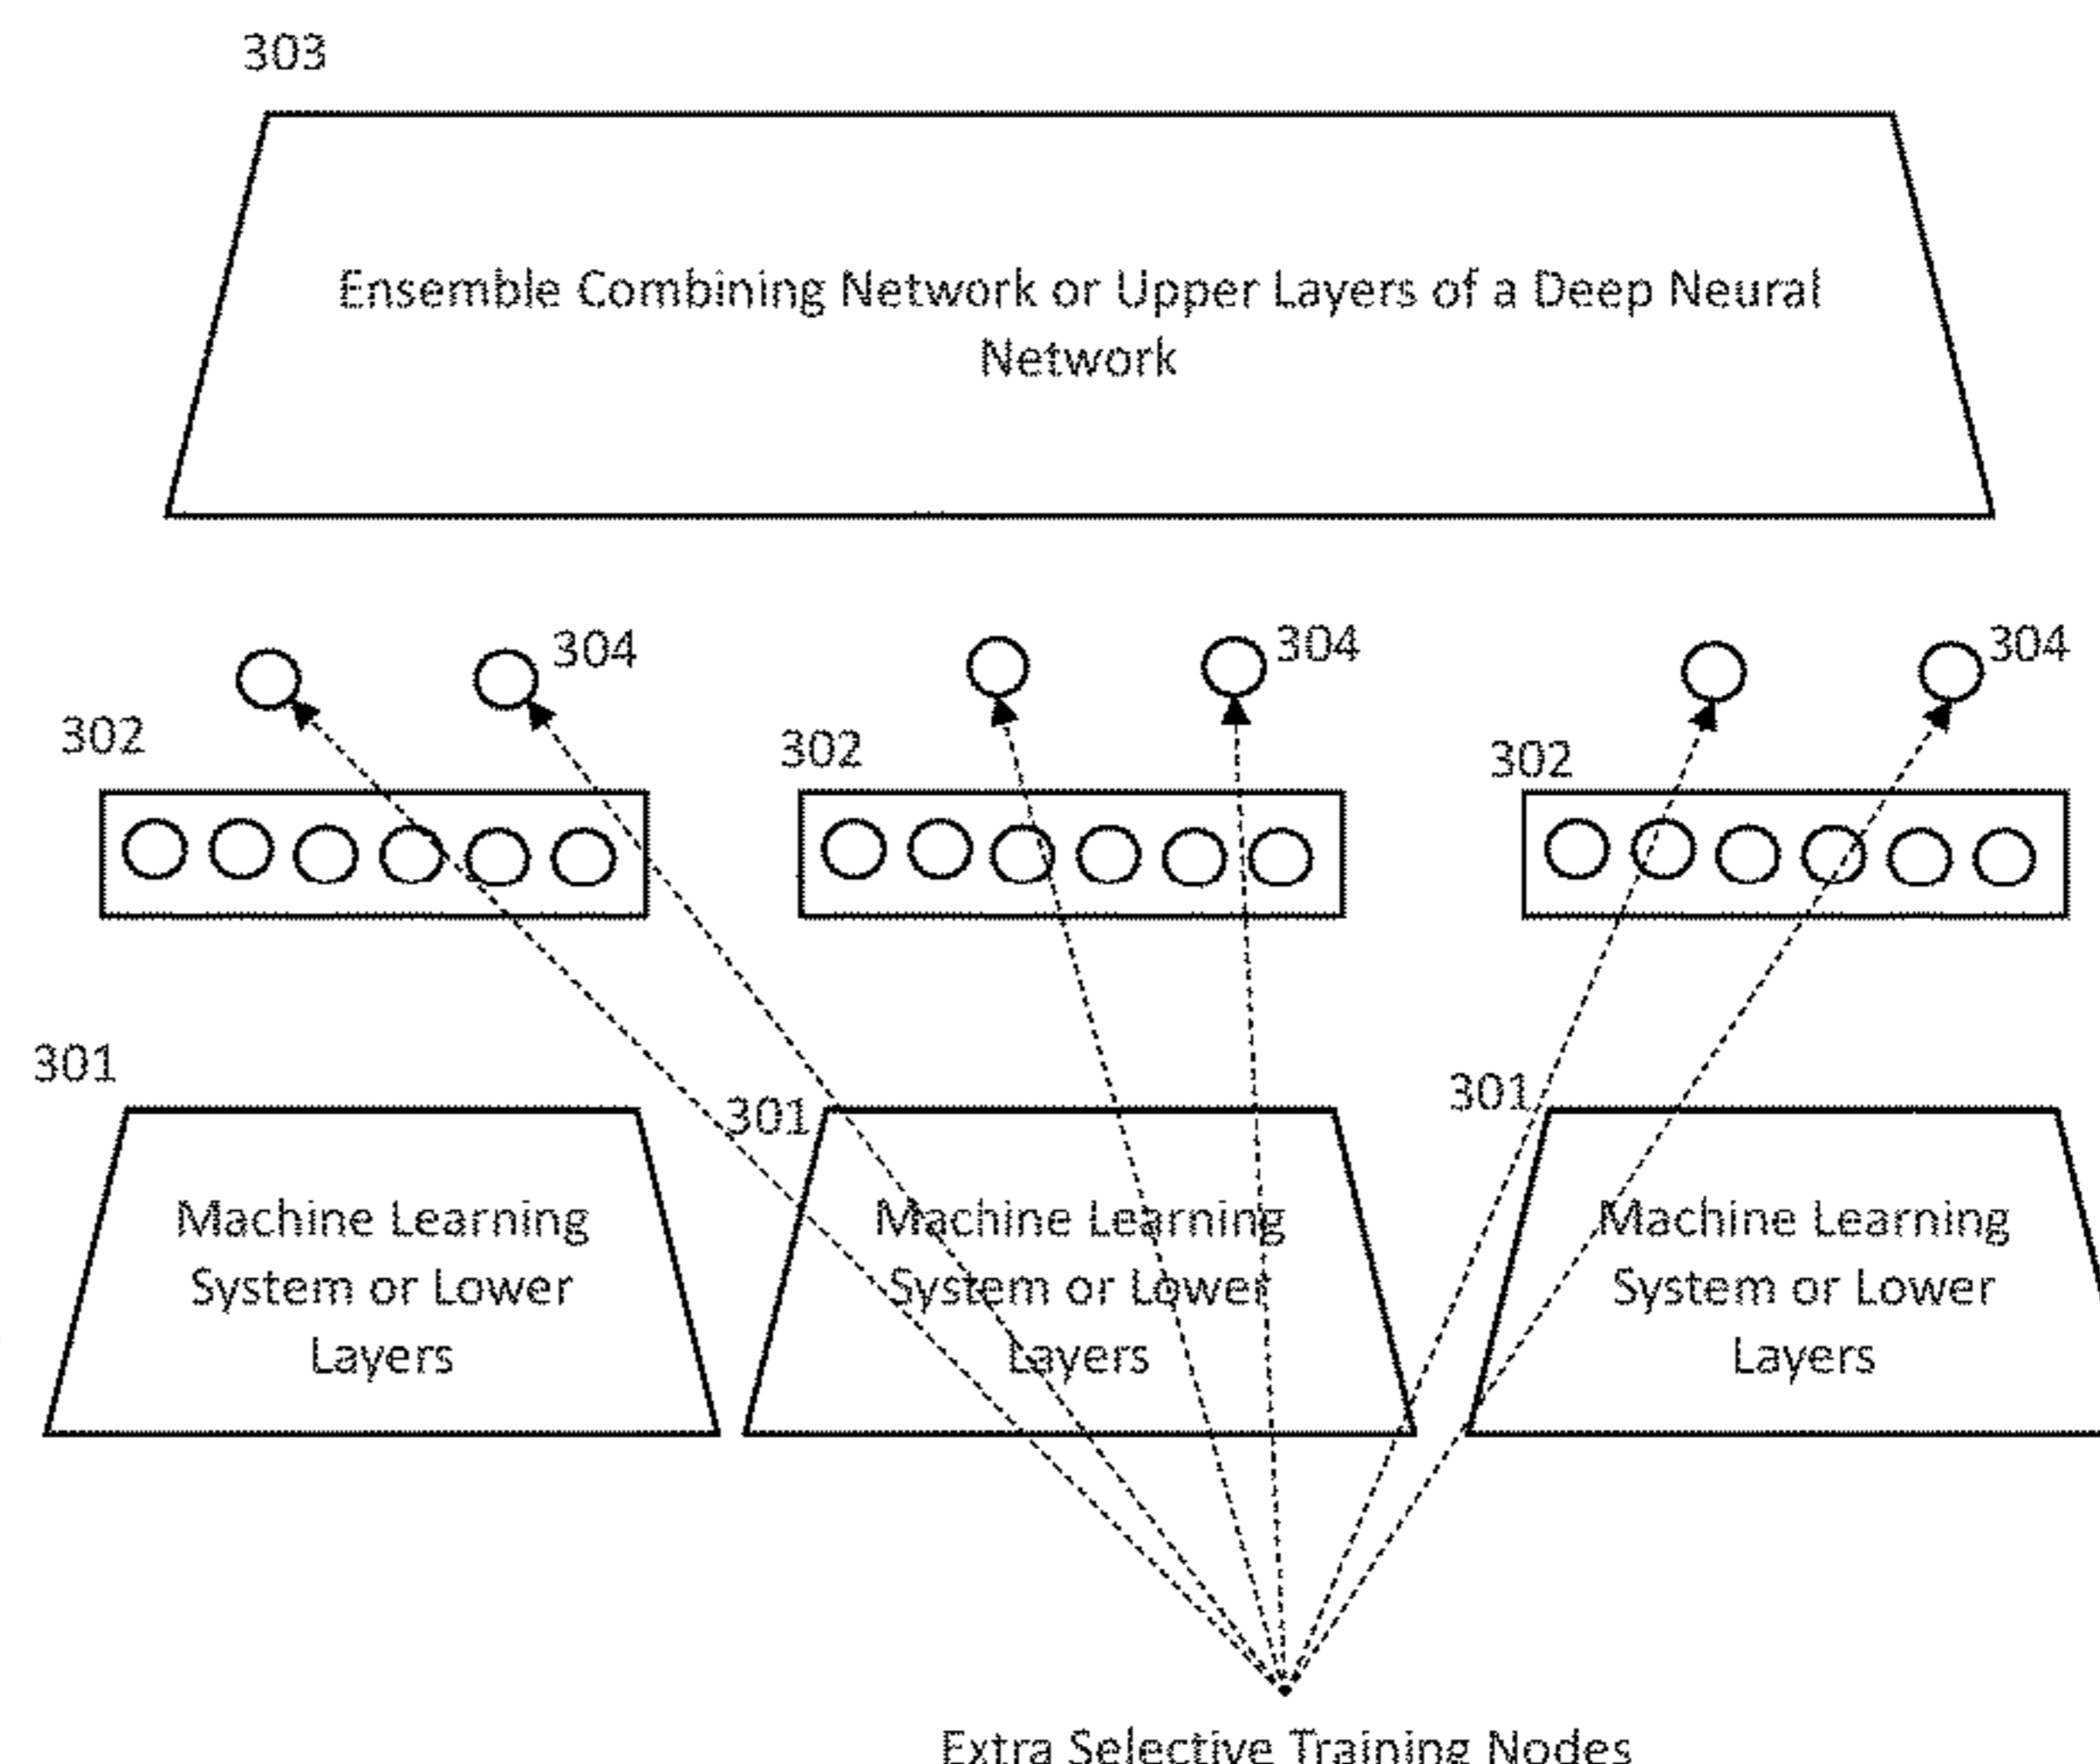 303
Ensemble Combining Network or Upper Layers of a Deep Neural
Network
304
304
304
302
302
302
301
301
301
Machine Learning
System or Lower
Layers
Machine Learning
System or Lower
Layers
Machine Learning
System or Lower
Layers
Extra Selective Training Nodes